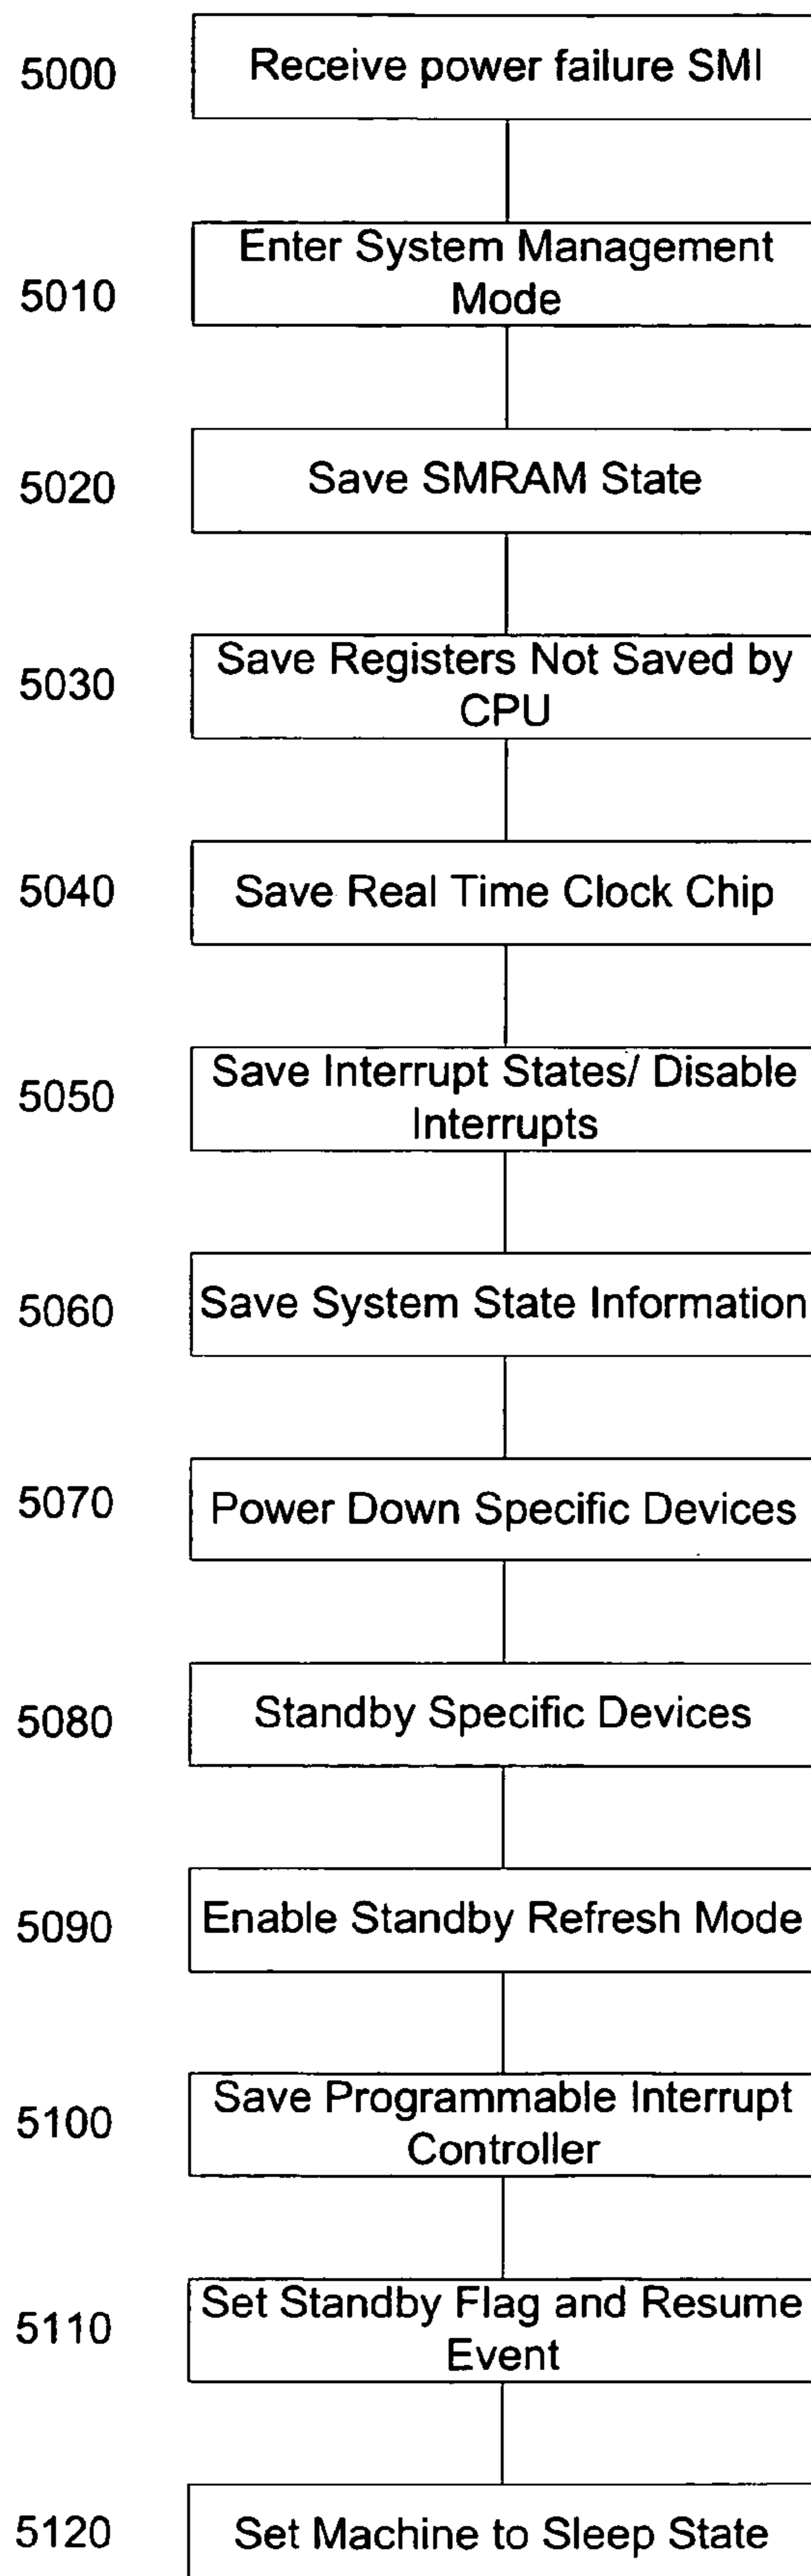 5000
Receive power failure SMI
5010
Enter System Management
Mode
5020
Save SMRAM State
5030
Save Registers Not Saved by
CPU
5040
Save Real Time Clock Chip
5050
Save Interrupt States/ Disable
Interrupts
5060
Save System State Information
5070
Power Down Specific Devices
5080
Standby Specific Devices
5090
Enable Standby Refresh Mode
5100
Save Programmable Interrupt
Controller
5110
Set Standby Flag and Resume
Event
5120
Set Machine to Sleep State